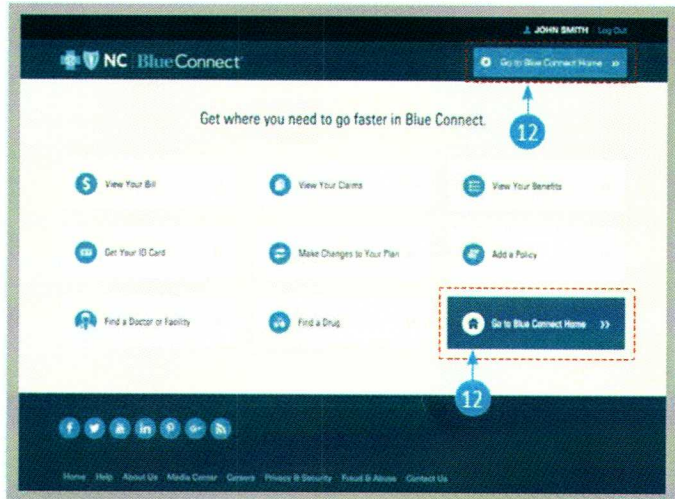 JOHN SMITH Log Out
NC BlueConnect
Go to Blue Connect Home »
12
Get where you need to go faster in Blue Connect.
View Your Bill
View Your Claims
View Your Benefits
Get Your ID Card
Make Changes to Your Plan
Add a Policy
Find a Doctor or Facility
Find a Drug
Go to Blue Connect Home »
12
Home Help About Us Media Center Careers Privacy & Security Fraud & Abuse Contact Us